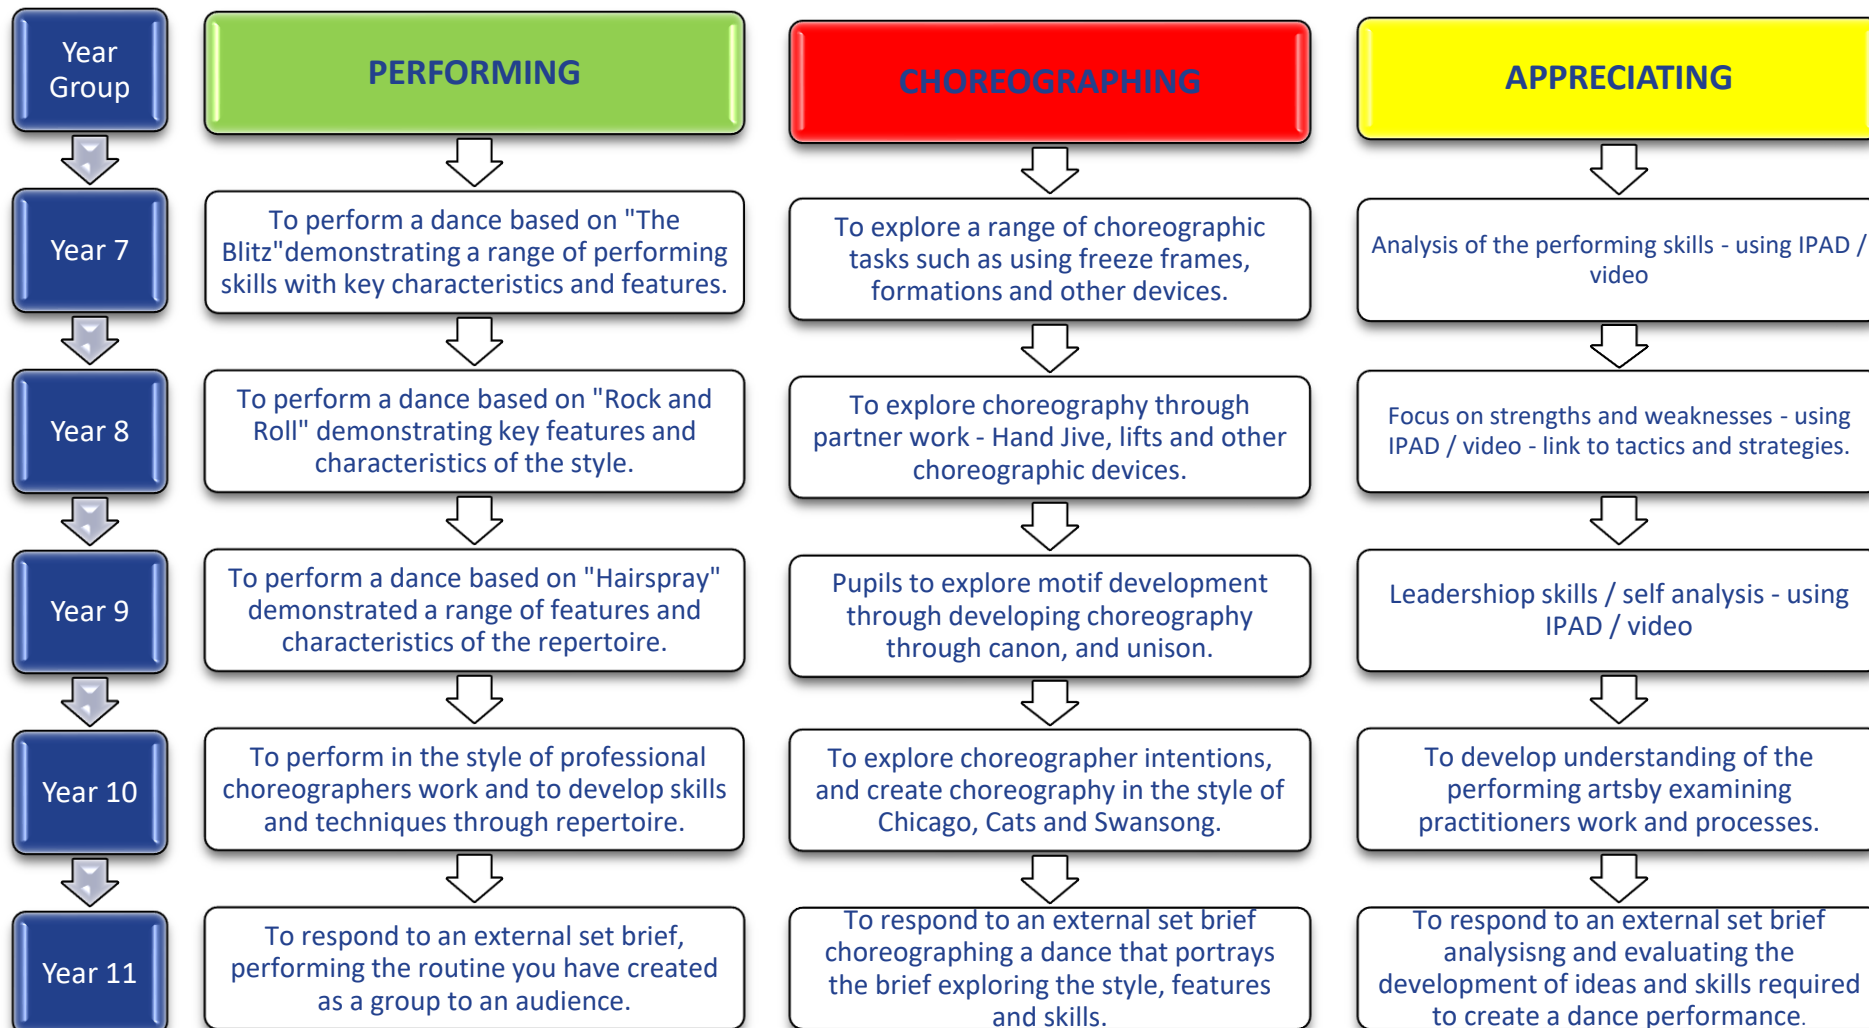 Year
Group
PERFORMING
CHOREOGRAPHING
APPRECIATING
Year 7
To perform a dance based on "The
Blitz"demonstrating a range of performing
skills with key characteristics and features.
To explore a range of choreographic
tasks such as using freeze frames,
formations and other devices.
Analysis of the performing skills - using IPAD /
video
Year 8
To perform a dance based on "Rock and
Roll" demonstrating key features and
characteristics of the style.
To explore choreography through
partner work - Hand Jive, lifts and other
choreographic devices.
Focus on strengths and weaknesses - using
IPAD / video - link to tactics and strategies.
Year 9
To perform a dance based on "Hairspray"
demonstrated a range of features and
characteristics of the repertoire.
Pupils to explore motif development
through developing choreography
through canon, and unison.
Leadershiop skills / self analysis - using
IPAD / video
Year 10
To perform in the style of professional
choreographers work and to develop skills
and techniques through repertoire.
To explore choreographer intentions,
and create choreography in the style of
Chicago, Cats and Swansong.
To develop understanding of the
performing artsby examining
practitioners work and processes.
Year 11
To respond to an external set brief,
performing the routine you have created
as a group to an audience.
To respond to an external set brief
choreographing a dance that portrays
the brief exploring the style, features
and skills.
To respond to an external set brief
analysisng and evaluating the
development of ideas and skills required
to create a dance performance.